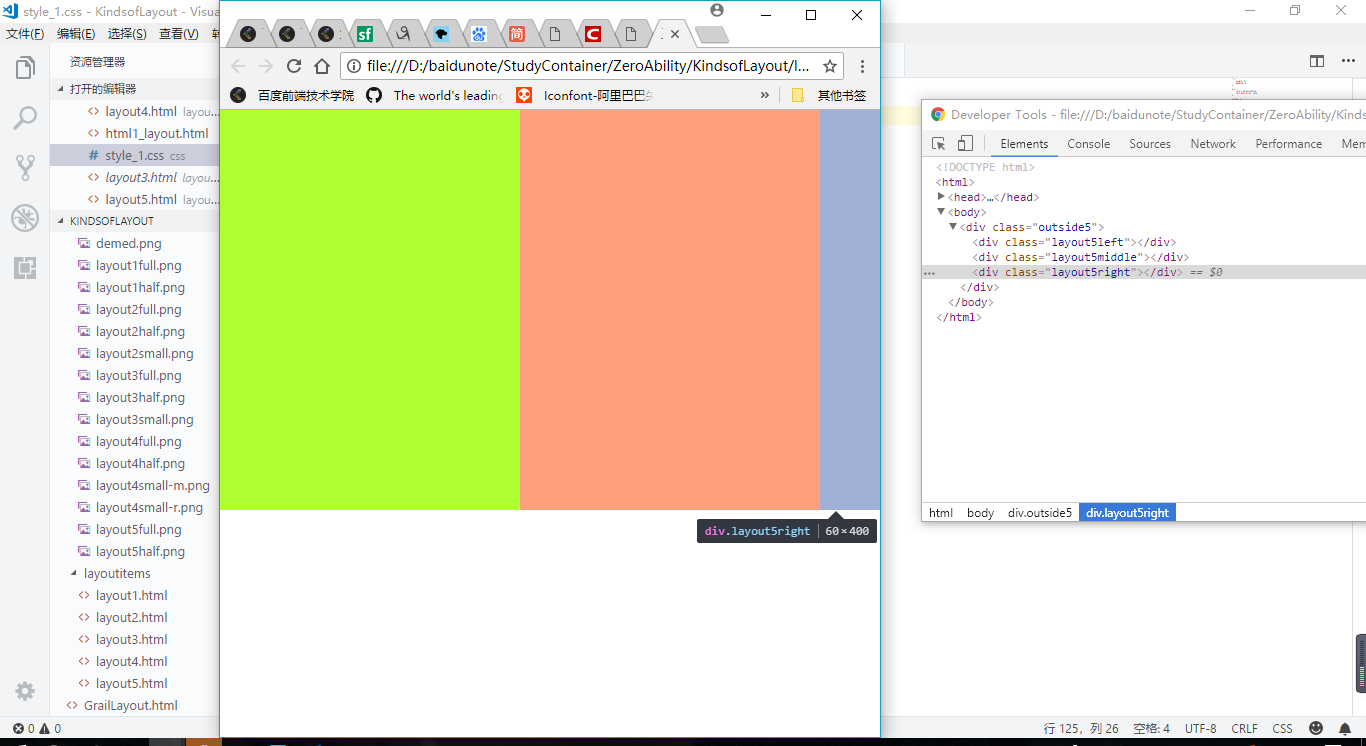 style_1.css - KindsofLayout - Visua
文件(F) 编辑(E) 选择(S) 查看(V) 转
资源管理器
打开的编辑器
layout4.html layou...
html1_layout.html
style_1.css css
layout3.html layou...
layout5.html layou...
KINDSOFLAYOUT
demed.png
layout1full.png
layout1half.png
layout2full.png
layout2half.png
layout2small.png
layout3full.png
layout3half.png
layout3small.png
layout4full.png
layout4half.png
layout4small-m.png
layout4small-r.png
layout5full.png
layout5half.png
layoutitems
layout1.html
layout2.html
layout3.html
layout4.html
layout5.html
GrailLayout.html
sf 简 C
file:///D:/baidunote/StudyContainer/ZeroAbility/KindsofLayout/l...
百度前端技术学院 The world's leading Iconfont-阿里巴巴矢 » 其他书签
div.layout5right 60×400
Developer Tools - file:///D:/baidunote/StudyContainer/ZeroAbility/Kinds
Elements Console Sources Network Performance Mem
<!DOCTYPE html>
<html>
<head>…</head>
<body>
<div class="outside5">
<div class="layout5left"></div>
<div class="layout5middle"></div>
<div class="layout5right"></div> == $0
</div>
</body>
</html>
html body div.outside5 div.layout5right
0 0 行 125，列 26 空格: 4 UTF-8 CRLF CSS